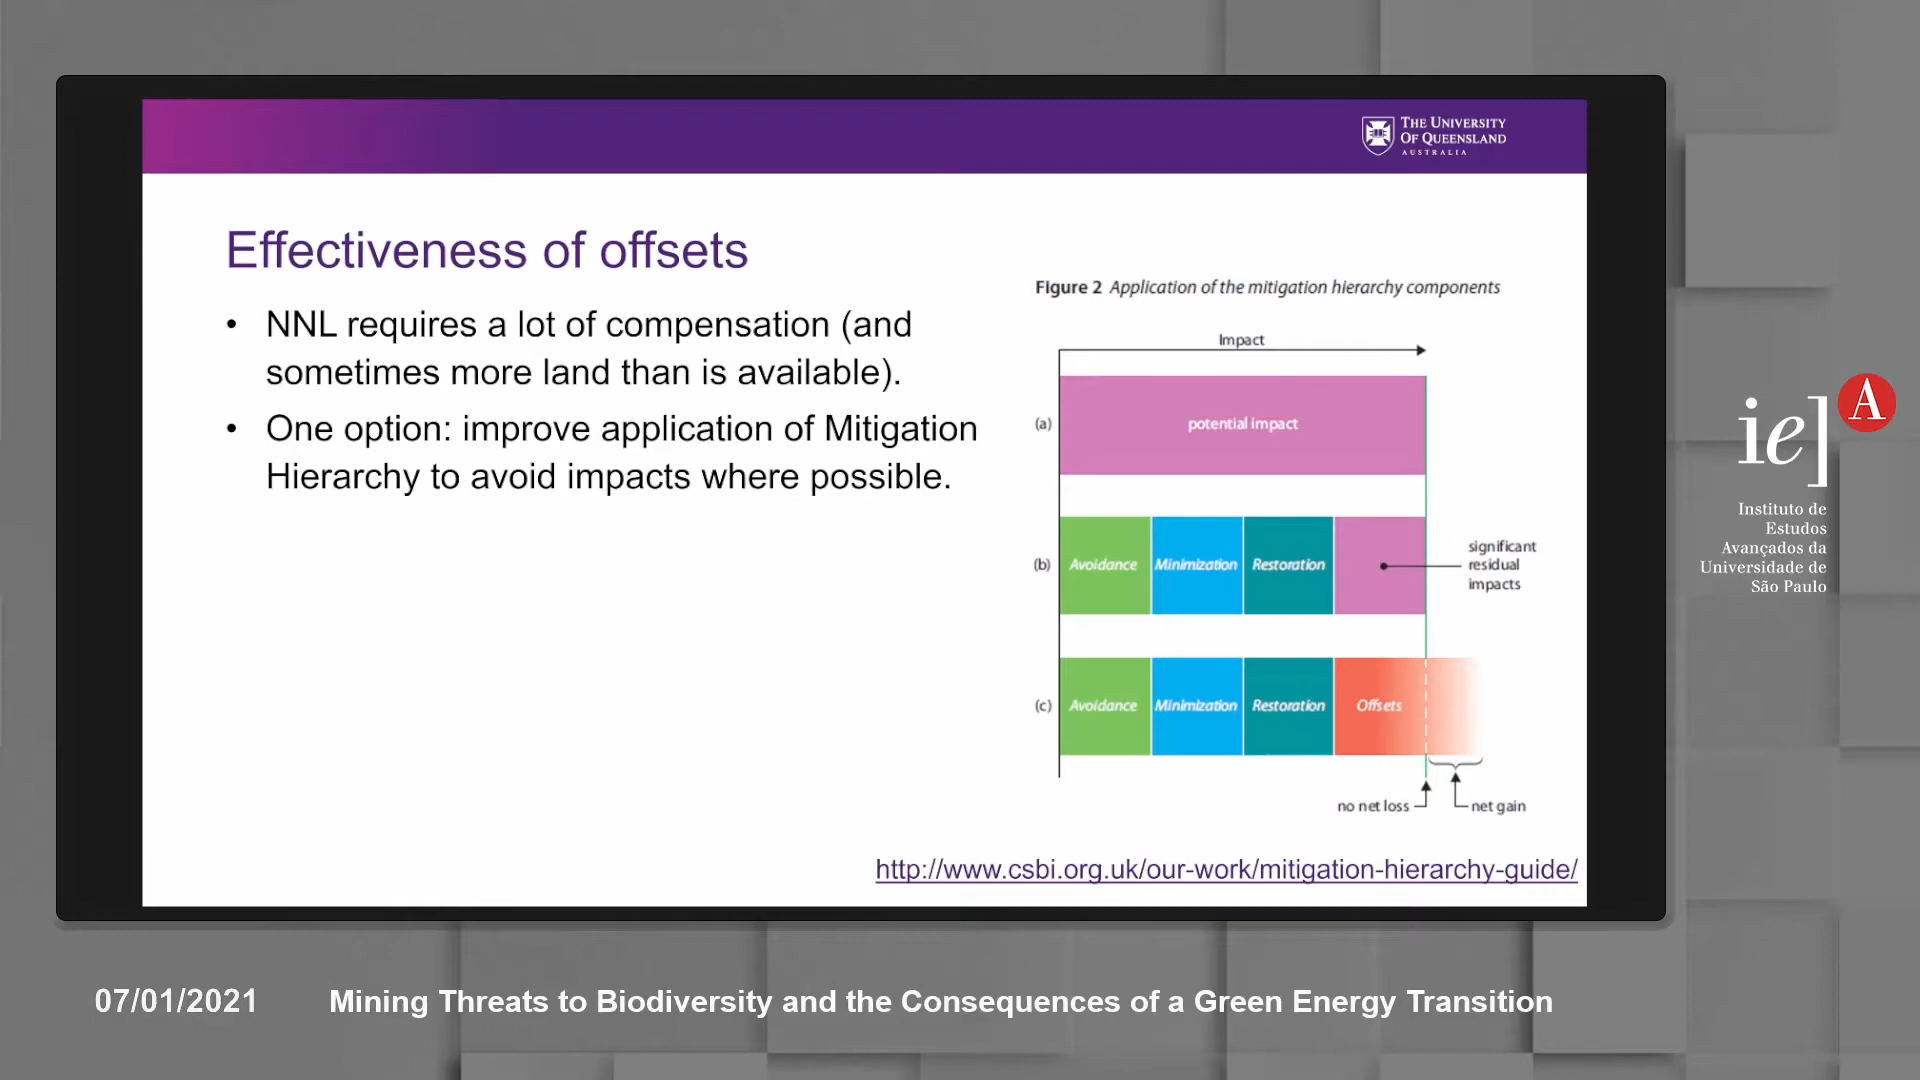 THE UNIVERSITY
OF QUEENSLAND
AUSTRALIA
Effectiveness of offsets
• NNL requires a lot of compensation (and
sometimes more land than is available).
• One option: improve application of Mitigation
Hierarchy to avoid impacts where possible.
Figure 2 Application of the mitigation hierarchy components
Impact
(a) potential impact
(b) Avoidance Minimization Restoration
significant
residual
impacts
(c) Avoidance Minimization Restoration Offsets
no net loss net gain
http://www.csbi.org.uk/our-work/mitigation-hierarchy-guide/
ie] A
Instituto de
Estudos
Avançados da
Universidade de
São Paulo
07/01/2021 Mining Threats to Biodiversity and the Consequences of a Green Energy Transition